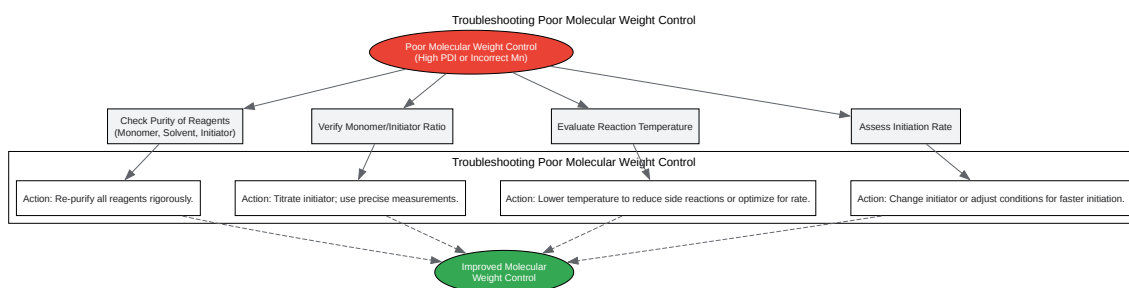 Troubleshooting Poor Molecular Weight Control
Poor Molecular Weight Control
(High PDI or Incorrect Mn)
Check Purity of Reagents
(Monomer, Solvent, Initiator)
Verify Monomer/Initiator Ratio
Evaluate Reaction Temperature
Assess Initiation Rate
Troubleshooting Poor Molecular Weight Control
Action: Re-purify all reagents rigorously.
Action: Titrate initiator; use precise measurements.
Action: Lower temperature to reduce side reactions or optimize for rate.
Action: Change initiator or adjust conditions for faster initiation.
Improved Molecular
Weight Control